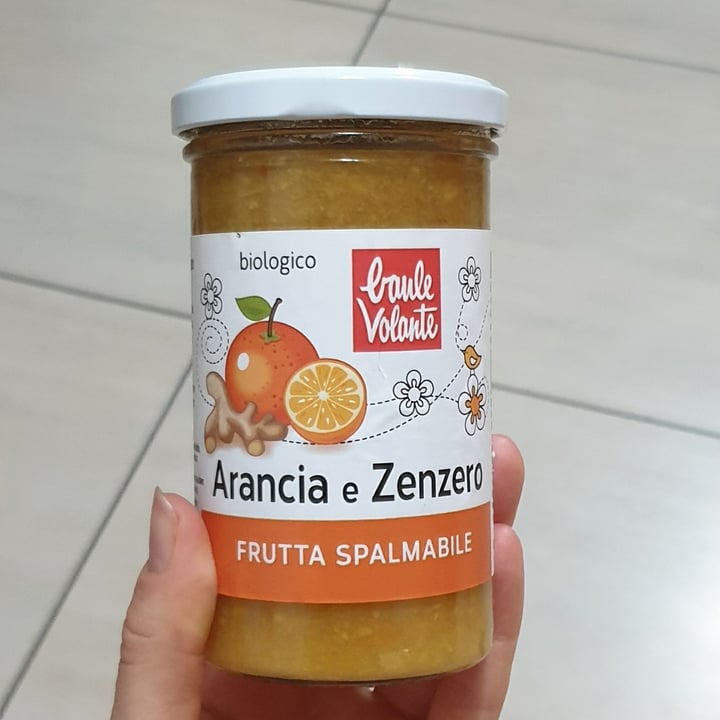 biologico
baule
Volante
Arancia e Zenzero
FRUTTA SPALMABILE